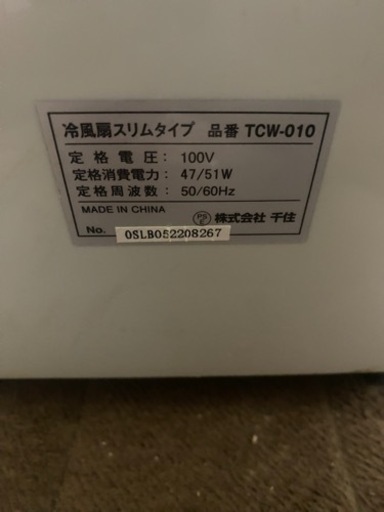 冷風扇スリムタイプ 品番 TCW-010
定格電圧: 100V
定格消費電力: 47/51W
定格周波数: 50/60Hz
MADE IN CHINA
株式会社 千住
No. 0SLB052208267